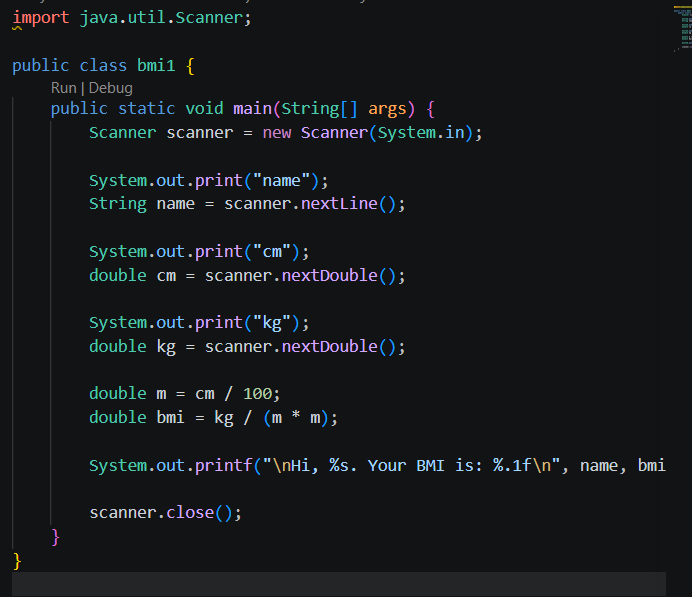 import java.util.Scanner;
public class bmi1 {
Run | Debug
public static void main(String[] args) {
Scanner scanner = new Scanner(System.in);
System.out.print("name");
String name = scanner.nextLine();
System.out.print("cm");
double cm = scanner.nextDouble();
System.out.print("kg");
double kg = scanner.nextDouble();
double m = cm / 100;
double bmi = kg / (m * m);
System.out.printf("\nHi, %s. Your BMI is: %.1f\n", name, bmi
scanner.close();
}
}